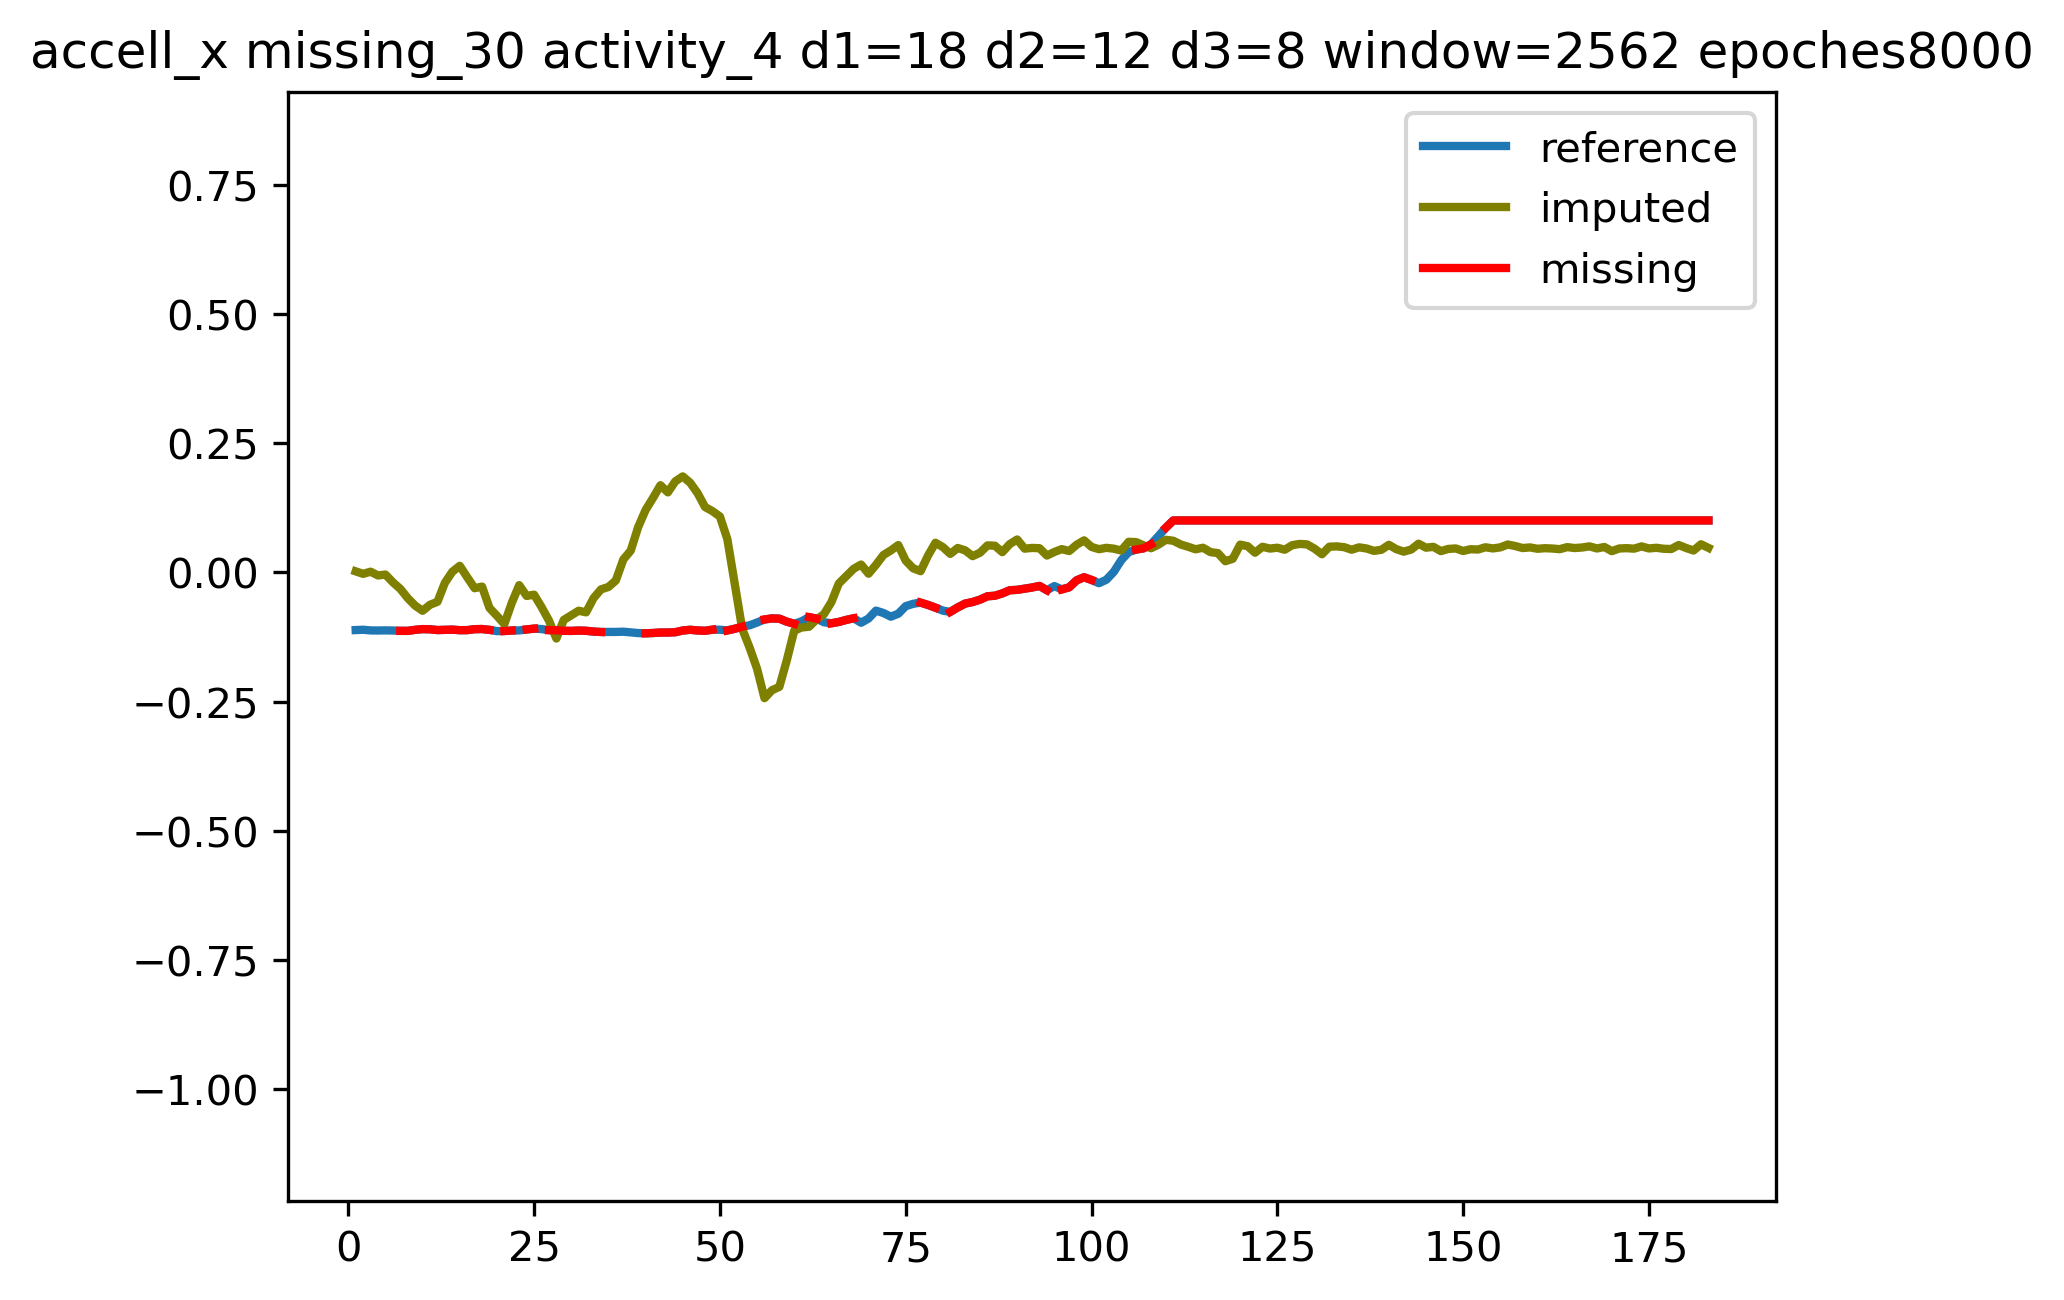 accell_x missing_30 activity_4 d1=18 d2=12 d3=8 window=2562 epoches8000
reference
imputed
missing
0.75
0.50
0.25
0.00
−0.25
−0.50
−0.75
−1.00
0 25 50 75 100 125 150 175